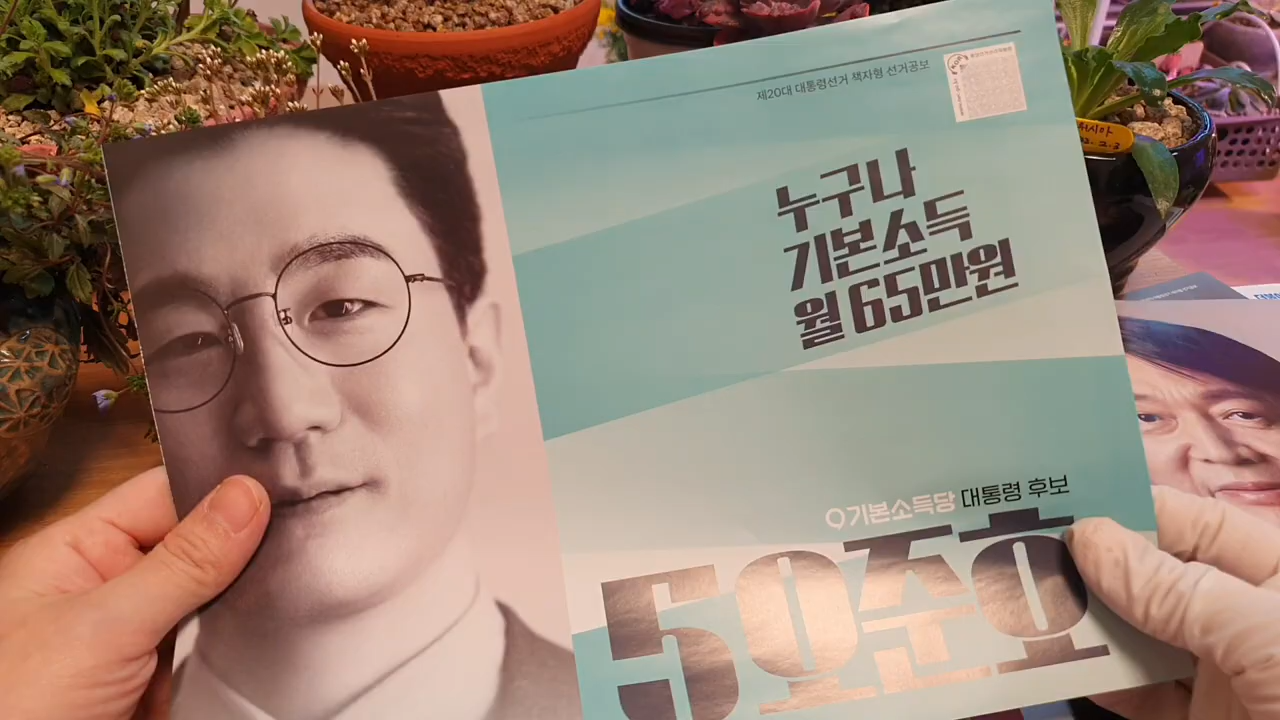 제20대 대통령선거 책자형 선거공보
누구나
기본소득
월 65만원
기본소득당 대통령 후보
5 오준호